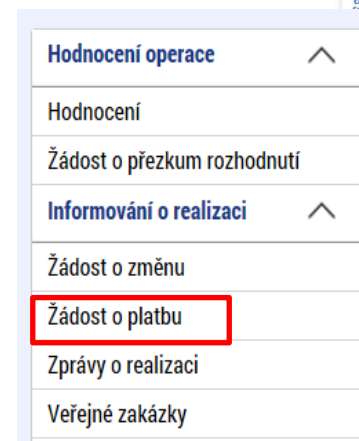 Hodnocení operace
Hodnocení
Žádost o přezkum rozhodnutí
Informování o realizaci
Žádost o změnu
Žádost o platbu
Zprávy o realizaci
Veřejné zakázky